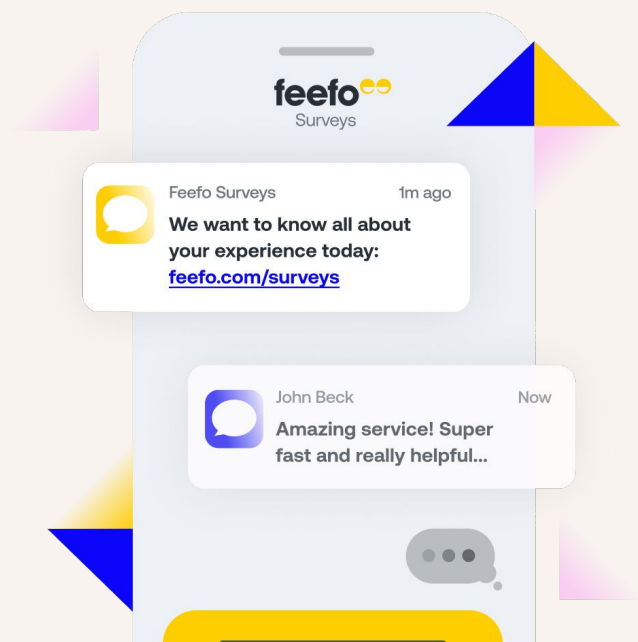 feefo
Surveys
Feefo Surveys 1m ago
We want to know all about
your experience today:
feefo.com/surveys
John Beck Now
Amazing service! Super
fast and really helpful...